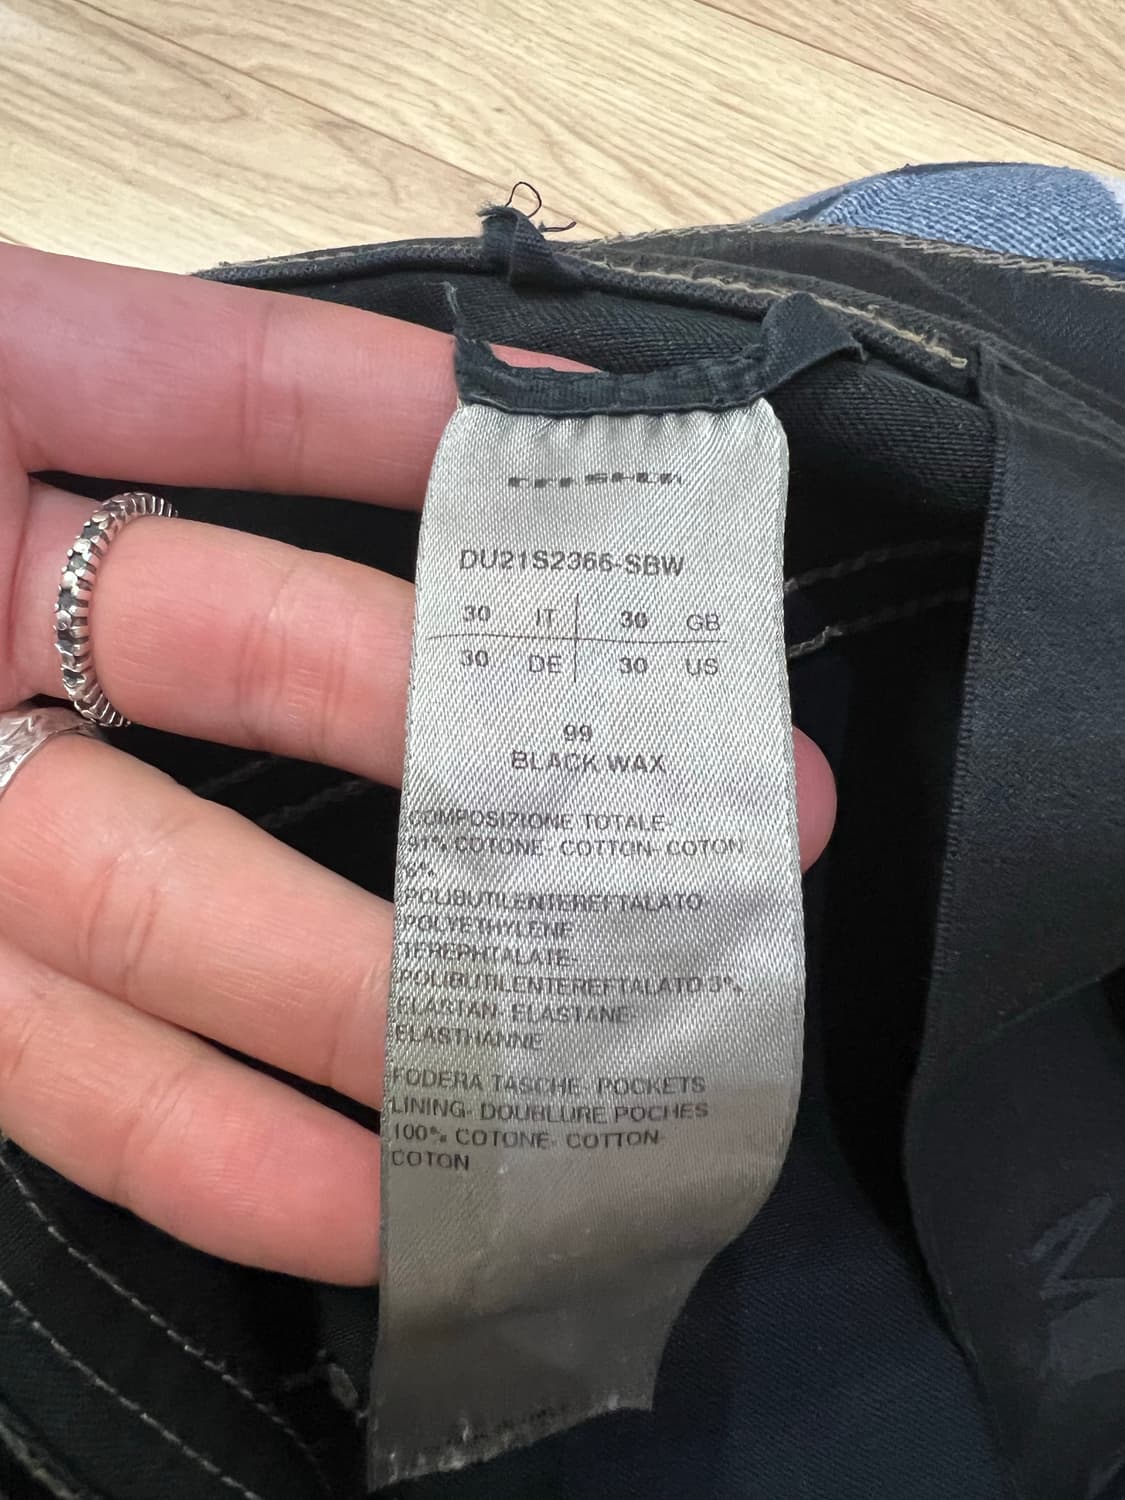 DU21S2366-SBW
30 IT 30 GB
30 DE 30 US
99
BLACK WAX
COMPOSIZIONE TOTALE-
91% COTONE- COTTON- COTON
POLIBUTILENTEREFTALATO-
POLYETHYLENE
TEREPHTALATE-
POLIBUTILENTEREFTALATO 3%
ELASTAN- ELASTANE-
ELASTHANNE
FODERA TASCHE- POCKETS
LINING- DOUBLURE POCHES
100% COTONE- COTTON-
COTON